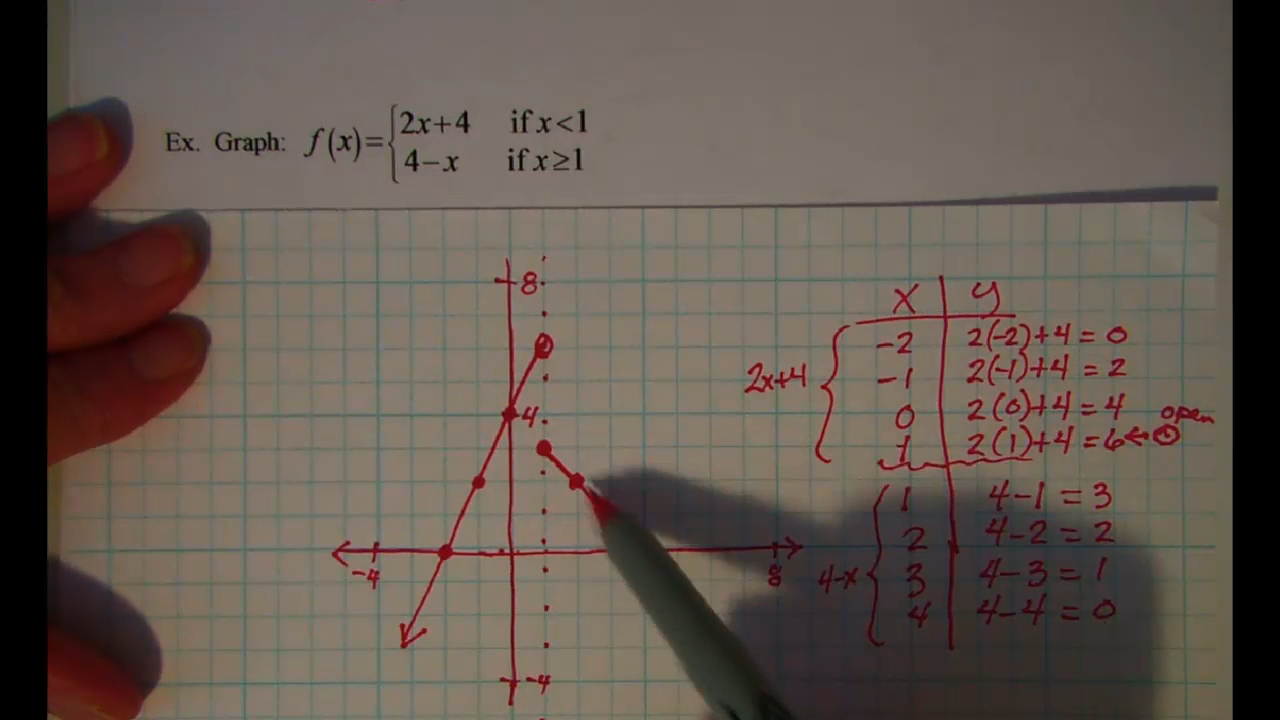 Ex. Graph: f(x)={2x+4 if x<1
4−x if x≥1
8
4
-4
8
-4
x y
2x+4
-2 2(-2)+4=0
-1 2(-1)+4=2
0 2(0)+4=4
open
1 2(1)+4=6←
4-x
1 4-1=3
2 4-2=2
3 4-3=1
4 4-4=0